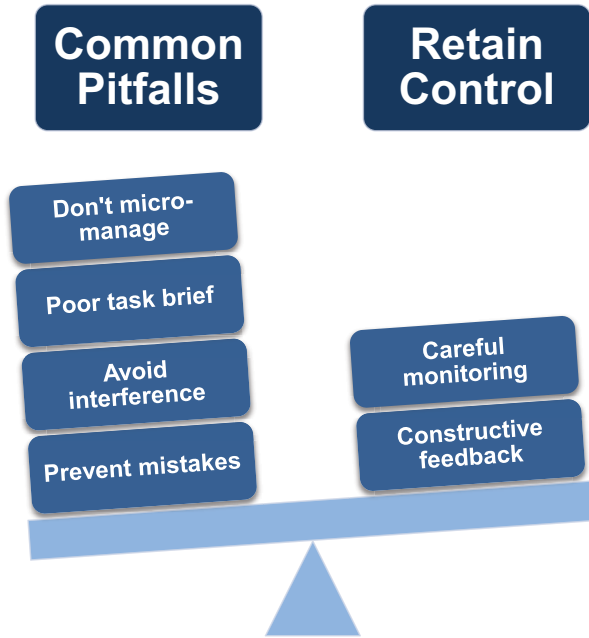 Common
Pitfalls
Retain
Control
Don't micro-
manage
Poor task brief
Avoid
interference
Prevent mistakes
Careful
monitoring
Constructive
feedback